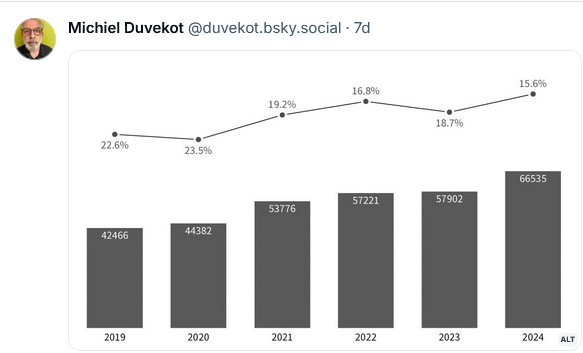 Michiel Duvekot @duvekot.bsky.social · 7d
22.6% 23.5% 19.2% 16.8% 18.7% 15.6%
42466 44382 53776 57221 57902 66535
2019 2020 2021 2022 2023 2024
ALT